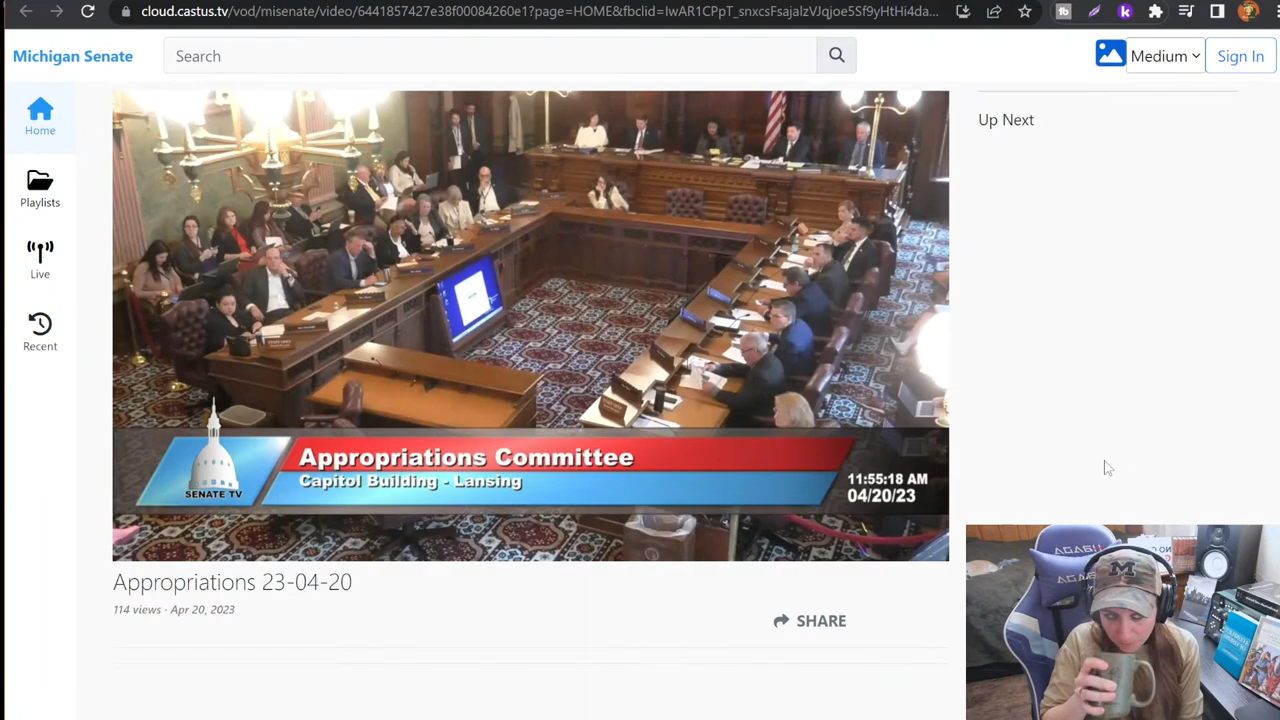 cloud.castus.tv/vod/misenate/video/6441857427e38f00084260e1?page=HOME&fbclid=IwAR1CPpT_snxcsFsajalzVJqjoe5Sf9yHtHi4da...
Michigan Senate
Search
Medium
Sign In
Home
Playlists
Live
Recent
Up Next
Appropriations Committee
Capitol Building - Lansing
SENATE TV
11:55:18 AM
04/20/23
Appropriations 23-04-20
114 views · Apr 20, 2023
SHARE
AGASU
M